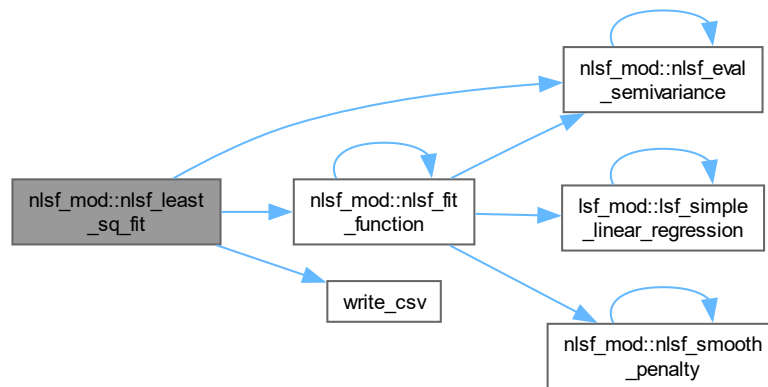 nlsf_mod::nlsf_eval
_semivariance
nlsf_mod::nlsf_least
_sq_fit
nlsf_mod::nlsf_fit
_function
lsf_mod::lsf_simple
_linear_regression
write_csv
nlsf_mod::nlsf_smooth
_penalty